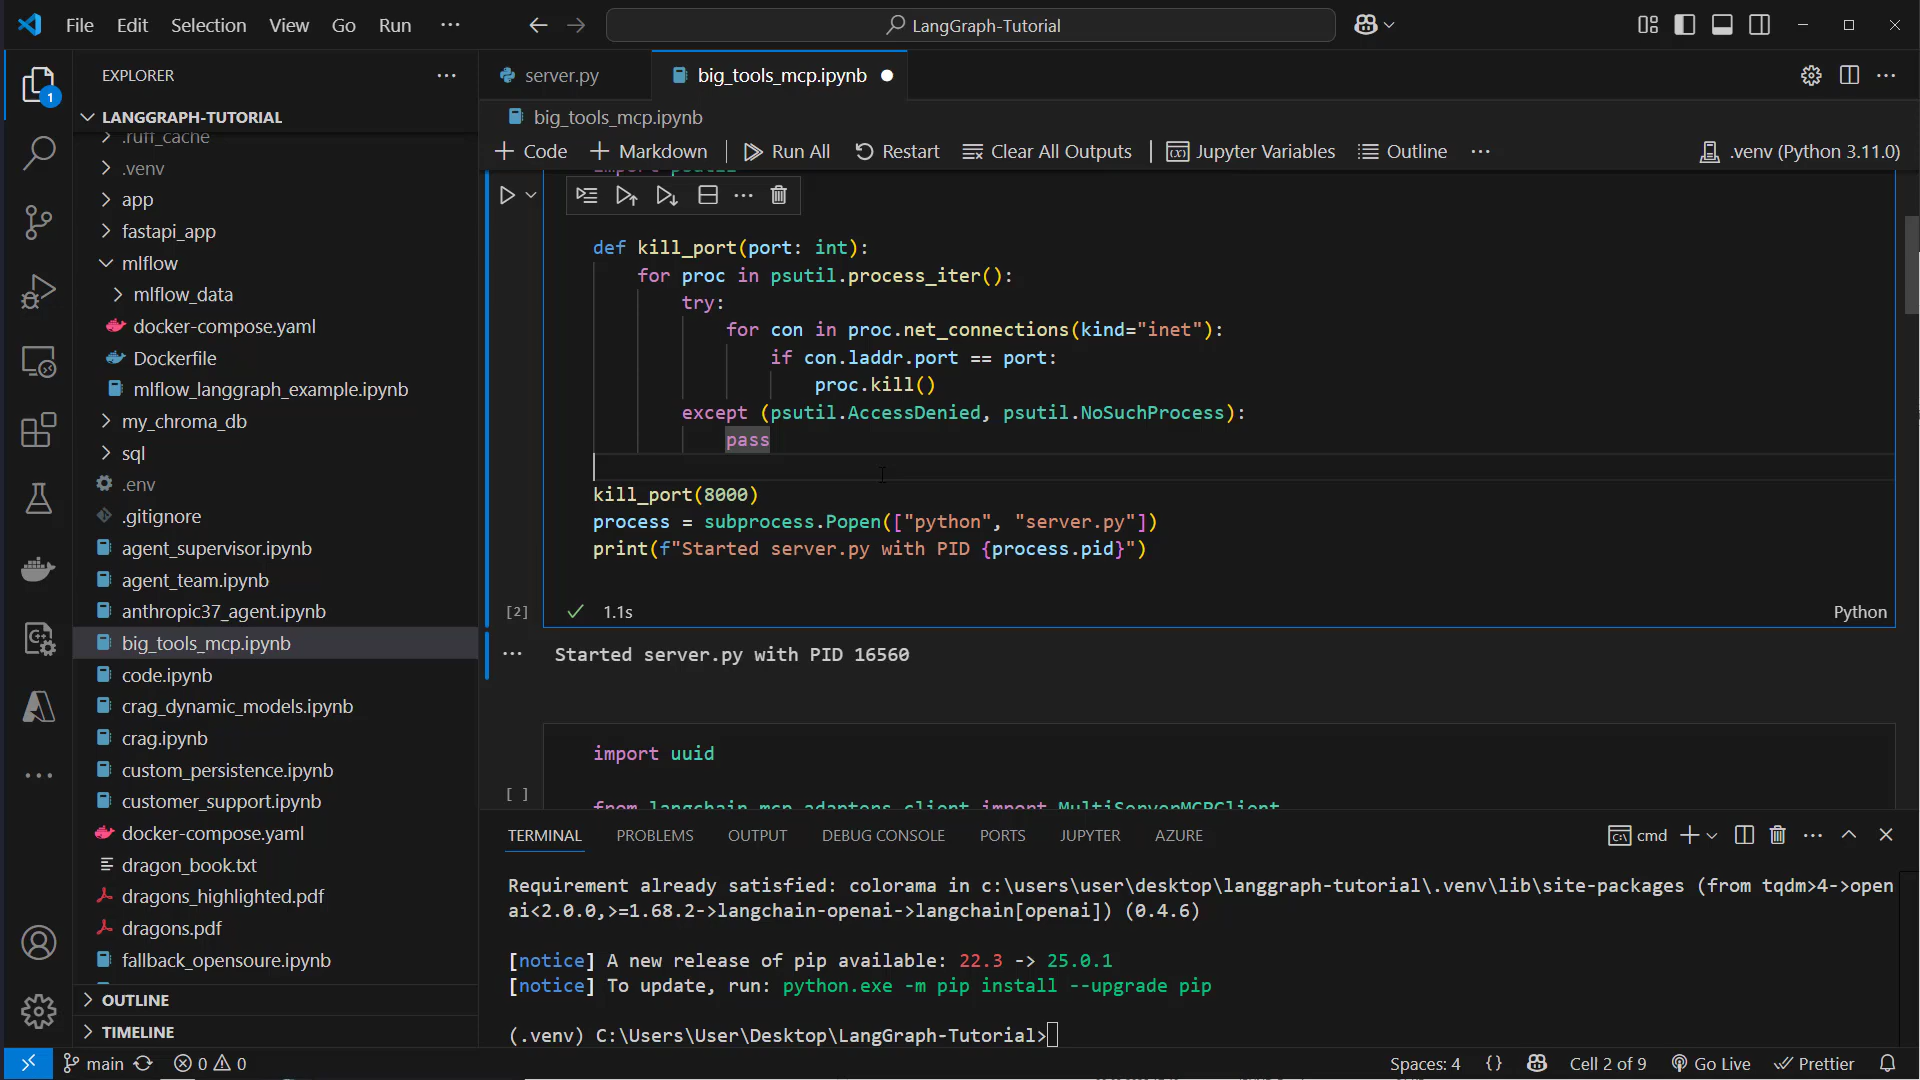 File Edit Selection View Go Run ···
LangGraph-Tutorial
EXPLORER
LANGGRAPH-TUTORIAL
.ruff_cache
.venv
app
fastapi_app
mlflow
mlflow_data
docker-compose.yaml
Dockerfile
mlflow_langgraph_example.ipynb
my_chroma_db
sql
.env
.gitignore
agent_supervisor.ipynb
agent_team.ipynb
anthropic37_agent.ipynb
big_tools_mcp.ipynb
code.ipynb
crag_dynamic_models.ipynb
crag.ipynb
custom_persistence.ipynb
customer_support.ipynb
docker-compose.yaml
dragon_book.txt
dragons_highlighted.pdf
dragons.pdf
fallback_opensoure.ipynb
OUTLINE
TIMELINE
1
server.py big_tools_mcp.ipynb
big_tools_mcp.ipynb
Code Markdown Run All Restart Clear All Outputs Jupyter Variables Outline ··· .venv (Python 3.11.0)
import psutil
def kill_port(port: int):
for proc in psutil.process_iter():
try:
for con in proc.net_connections(kind="inet"):
if con.laddr.port == port:
proc.kill()
except (psutil.AccessDenied, psutil.NoSuchProcess):
pass
kill_port(8000)
process = subprocess.Popen(["python", "server.py"])
print(f"Started server.py with PID {process.pid}")
[2] 1.1s Python
Started server.py with PID 16560
import uuid
[ ]
from langchain_mcp_adapters.client import MultiServerMCPClient
TERMINAL PROBLEMS OUTPUT DEBUG CONSOLE PORTS JUPYTER AZURE cmd
Requirement already satisfied: colorama in c:\users\user\desktop\langgraph-tutorial\.venv\lib\site-packages (from tqdm>4->open
ai<2.0.0,>=1.68.2->langchain-openai->langchain[openai]) (0.4.6)
[notice] A new release of pip available: 22.3 -> 25.0.1
[notice] To update, run: python.exe -m pip install --upgrade pip
(.venv) C:\Users\User\Desktop\LangGraph-Tutorial>
main 0 0 Spaces: 4 {} Cell 2 of 9 Go Live Prettier